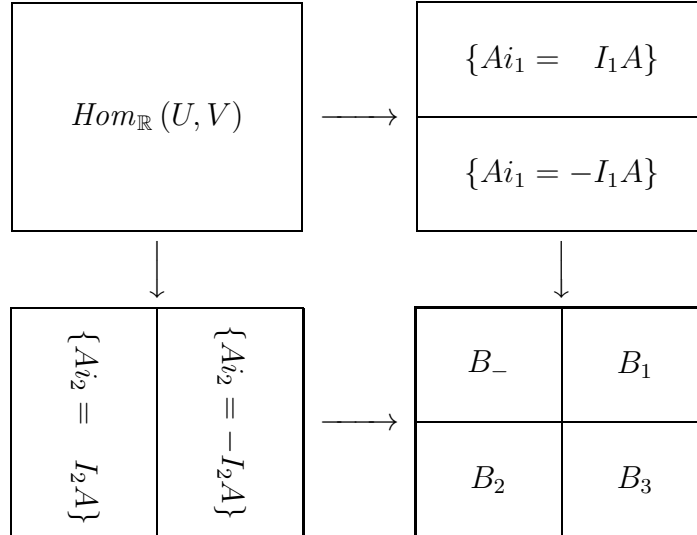 Hom_ℝ (U, V)
{Ai₁ = I₁A}
{Ai₁ = −I₁A}
{Ai₂ = I₂A}
{Ai₂ = −I₂A}
B₋
B₁
B₂
B₃